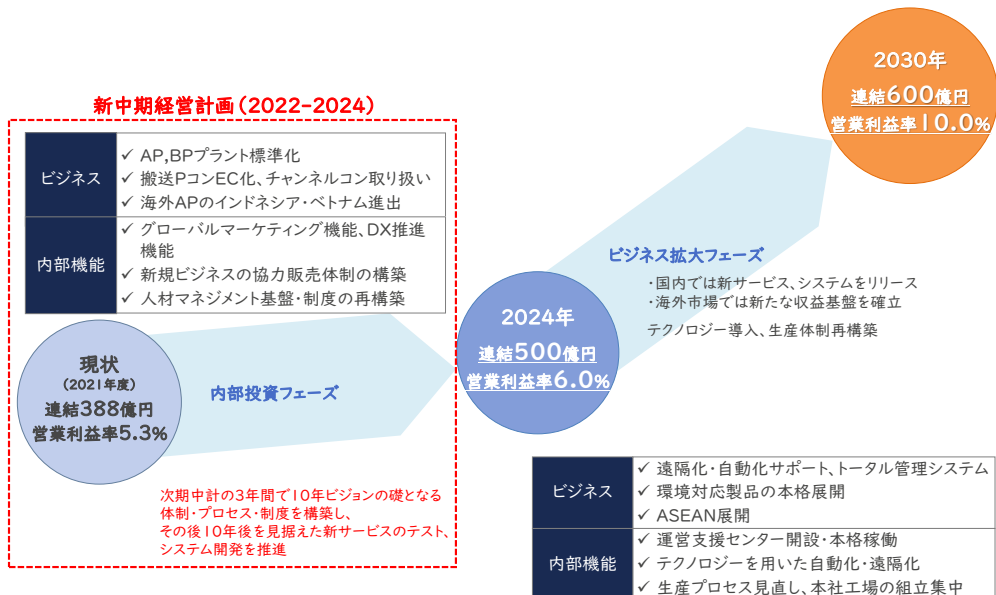 新中期経営計画(2022-2024)
ビジネス
✓ AP,BPプラント標準化
✓ 搬送PコンEC化、チャンネルコン取り扱い
✓ 海外APのインドネシア・ベトナム進出
内部機能
✓ グローバルマーケティング機能、DX推進
機能
✓ 新規ビジネスの協力販売体制の構築
✓ 人材マネジメント基盤・制度の再構築
現状
(2021年度)
連結388億円
営業利益率5.3%
内部投資フェーズ
次期中計の3年間で10年ビジョンの礎となる
体制・プロセス・制度を構築し、
その後10年後を見据えた新サービスのテスト、
システム開発を推進
2024年
連結500億円
営業利益率6.0%
ビジネス拡大フェーズ
・国内では新サービス、システムをリリース
・海外市場では新たな収益基盤を確立
テクノロジー導入、生産体制再構築
2030年
連結600億円
営業利益率10.0%
ビジネス
✓ 遠隔化・自動化サポート、トータル管理システム
✓ 環境対応製品の本格展開
✓ ASEAN展開
内部機能
✓ 運営支援センター開設・本格稼働
✓ テクノロジーを用いた自動化・遠隔化
✓ 生産プロセス見直し、本社工場の組立集中